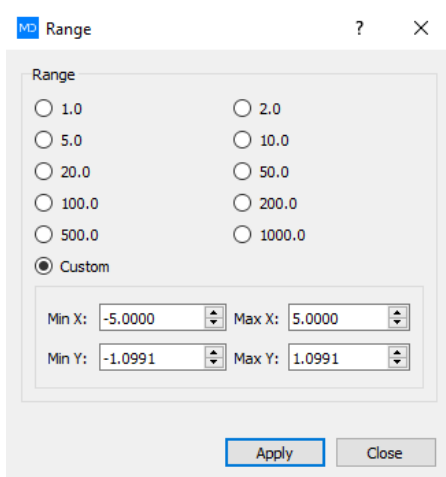 MD Range ? X
Range
1.0 2.0
5.0 10.0
20.0 50.0
100.0 200.0
500.0 1000.0
Custom
Min X: -5.0000 Max X: 5.0000
Min Y: -1.0991 Max Y: 1.0991
Apply Close